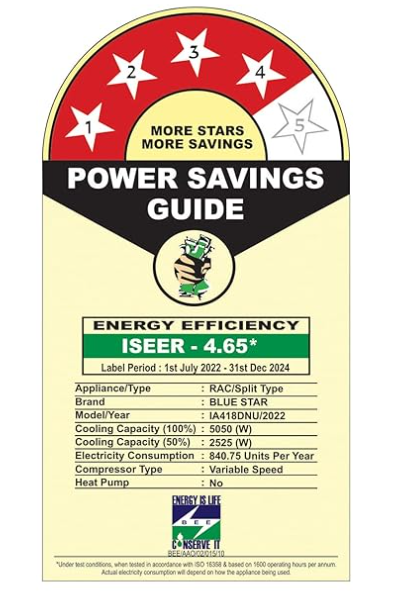 1 2 3 4 5
MORE STARS
MORE SAVINGS
POWER SAVINGS
GUIDE
ENERGY EFFICIENCY
ISEER - 4.65*
Label Period : 1st July 2022 - 31st Dec 2024
Appliance/Type : RAC/Split Type
Brand : BLUE STAR
Model/Year : IA418DNU/2022
Cooling Capacity (100%) : 5050 (W)
Cooling Capacity (50%) : 2525 (W)
Electricity Consumption : 840.75 Units Per Year
Compressor Type : Variable Speed
Heat Pump : No
ENERGY IS LIFE
BEE
CONSERVE IT
BEE/AAO/02/015/10
*Under test conditions, when tested in accordance with ISO 16358 & based on 1600 operating hours per annum.
Actual electricity consumption will depend on how the appliance being used.